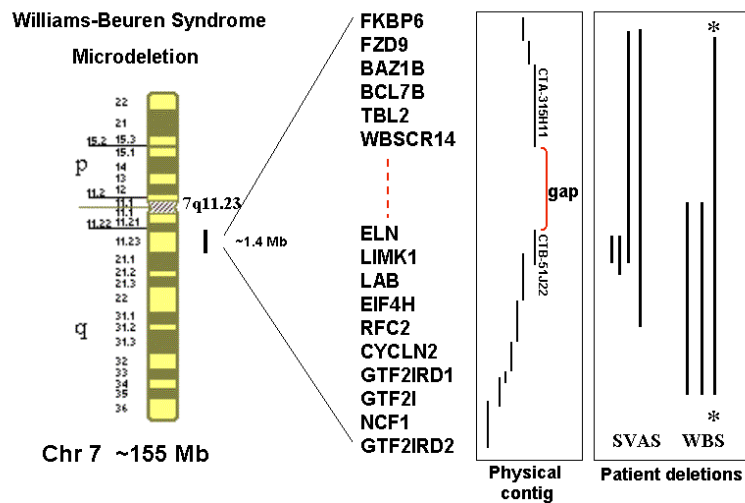 Williams-Beuren Syndrome
Microdeletion
22
21
15.3
15.2
15.1
14
13
12
11.2
11.1
11.1
11.21
11.22
11.23
21.1
21.2
21.3
22
31.1
31.2
31.3
32
33
34
35
36
p
q
7q11.23
~1.4 Mb
Chr 7 ~155 Mb
FKBP6
FZD9
BAZ1B
BCL7B
TBL2
WBSCR14
ELN
LIMK1
LAB
EIF4H
RFC2
CYCLN2
GTF2IRD1
GTF2I
NCF1
GTF2IRD2
CTA-315H11
gap
CTB-51J22
Physical
contig
*
*
SVAS WBS
Patient deletions